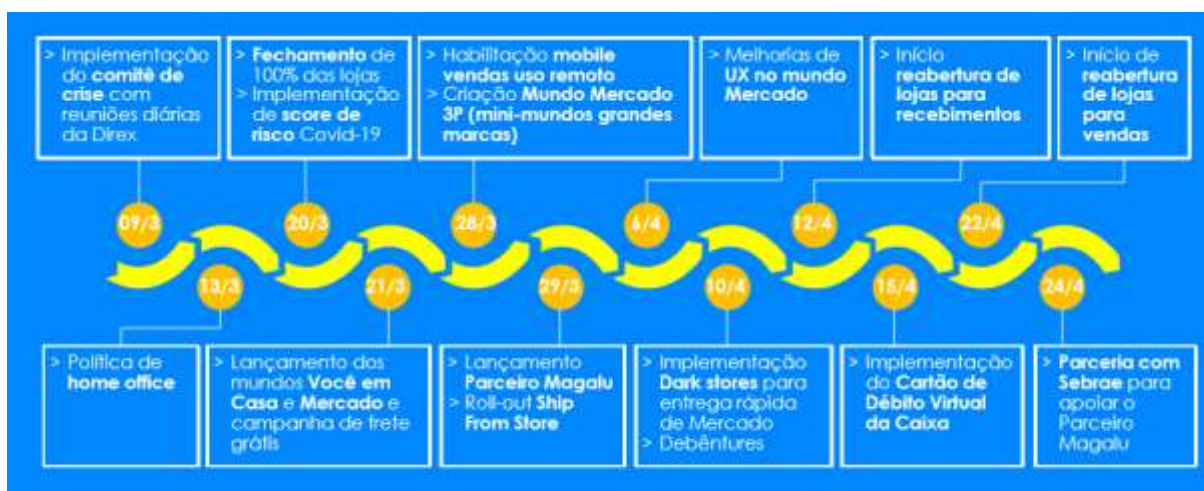 > Implementação
do comitê de
crise com
reuniões diárias
da Direx
> Fechamento de
100% das lojas
> Implementação
de score de
risco Covid-19
> Habilitação mobile
vendas uso remoto
> Criação Mundo Mercado
3P (mini-mundos grandes
marcas)
> Melhorias de
UX no mundo
Mercado
> Início
reabertura de
lojas para
recebimentos
> Início de
reabertura
de lojas
para
vendas
09/3
20/3
28/3
6/4
12/4
22/4
13/3
21/3
29/3
10/4
15/4
24/4
> Política de
home office
> Lançamento dos
mundos Você em
Casa e Mercado e
campanha de frete
grátis
> Lançamento
Parceiro Magalu
> Roll-out Ship
From Store
> Implementação
Dark stores para
entrega rápida
de Mercado
> Debêntures
> Implementação
do Cartão de
Débito Virtual
da Caixa
> Parceria com
Sebrae para
apoiar o
Parceiro
Magalu